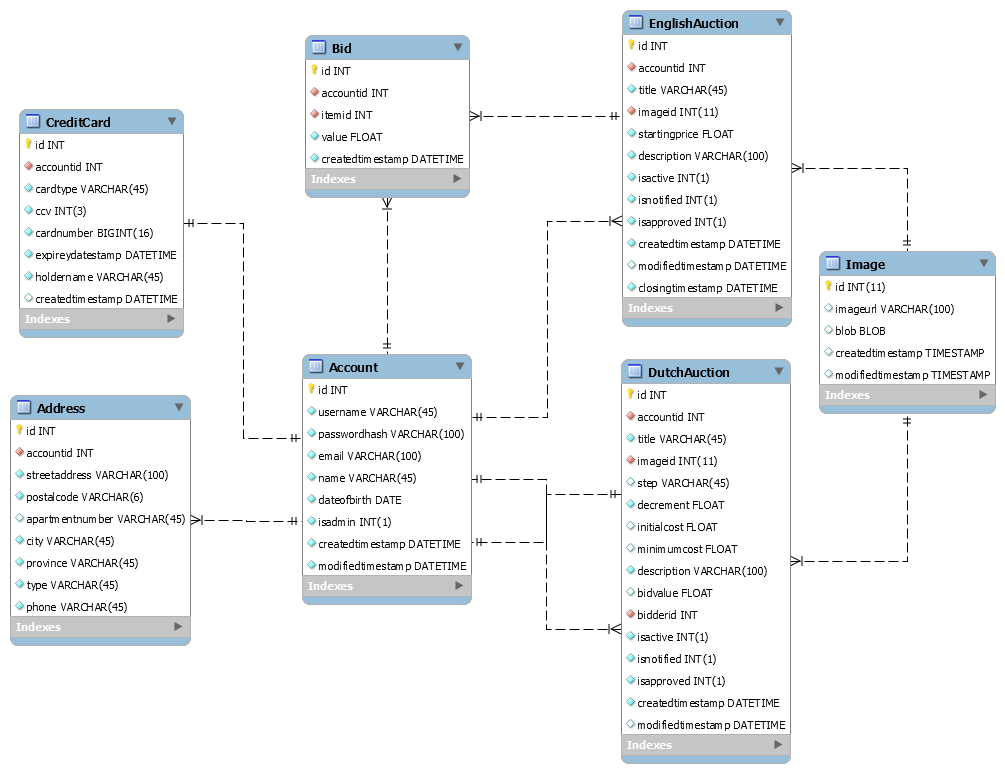 CreditCard
id INT
accountid INT
cardtype VARCHAR(45)
ccv INT(3)
cardnumber BIGINT(16)
expireydatestamp DATETIME
holdername VARCHAR(45)
createdtimestamp DATETIME
Indexes
Address
id INT
accountid INT
streetaddress VARCHAR(100)
postalcode VARCHAR(6)
apartmentnumber VARCHAR(45)
city VARCHAR(45)
province VARCHAR(45)
type VARCHAR(45)
phone VARCHAR(45)
Indexes
Bid
id INT
accountid INT
itemid INT
value FLOAT
createdtimestamp DATETIME
Indexes
Account
id INT
username VARCHAR(45)
passwordhash VARCHAR(100)
email VARCHAR(100)
name VARCHAR(45)
dateofbirth DATE
isadmin INT(1)
createdtimestamp DATETIME
modifiedtimestamp DATETIME
Indexes
EnglishAuction
id INT
accountid INT
title VARCHAR(45)
imageid INT(11)
startingprice FLOAT
description VARCHAR(100)
isactive INT(1)
isnotified INT(1)
isapproved INT(1)
createdtimestamp DATETIME
modifiedtimestamp DATETIME
closingtimestamp DATETIME
Indexes
DutchAuction
id INT
accountid INT
title VARCHAR(45)
imageid INT(11)
step VARCHAR(45)
decrement FLOAT
initialcost FLOAT
minimumcost FLOAT
description VARCHAR(100)
bidvalue FLOAT
bidderid INT
isactive INT(1)
isnotified INT(1)
isapproved INT(1)
createdtimestamp DATETIME
modifiedtimestamp DATETIME
Indexes
Image
id INT(11)
imageurl VARCHAR(100)
blob BLOB
createdtimestamp TIMESTAMP
modifiedtimestamp TIMESTAMP
Indexes